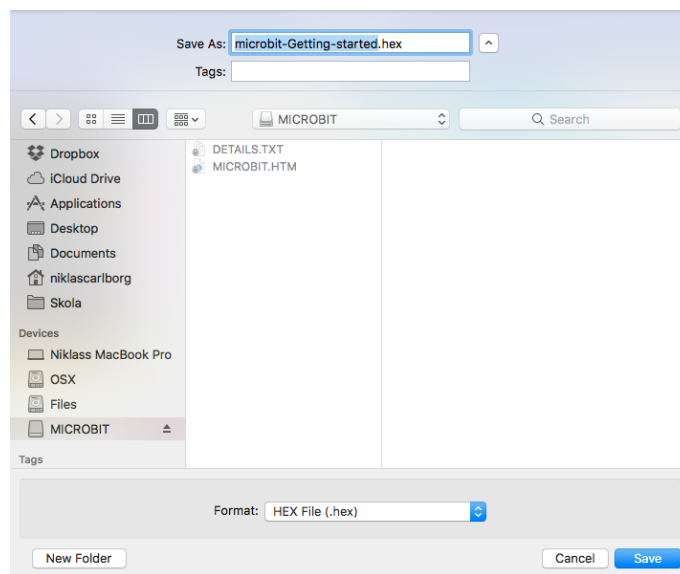 Save As: microbit-Getting-started.hex
Tags:
MICROBIT
Search
Dropbox
iCloud Drive
Applications
Desktop
Documents
niklascarlborg
Skola
Devices
Niklass MacBook Pro
OSX
Files
MICROBIT
Tags
DETAILS.TXT
MICROBIT.HTM
Format: HEX File (.hex)
New Folder
Cancel
Save